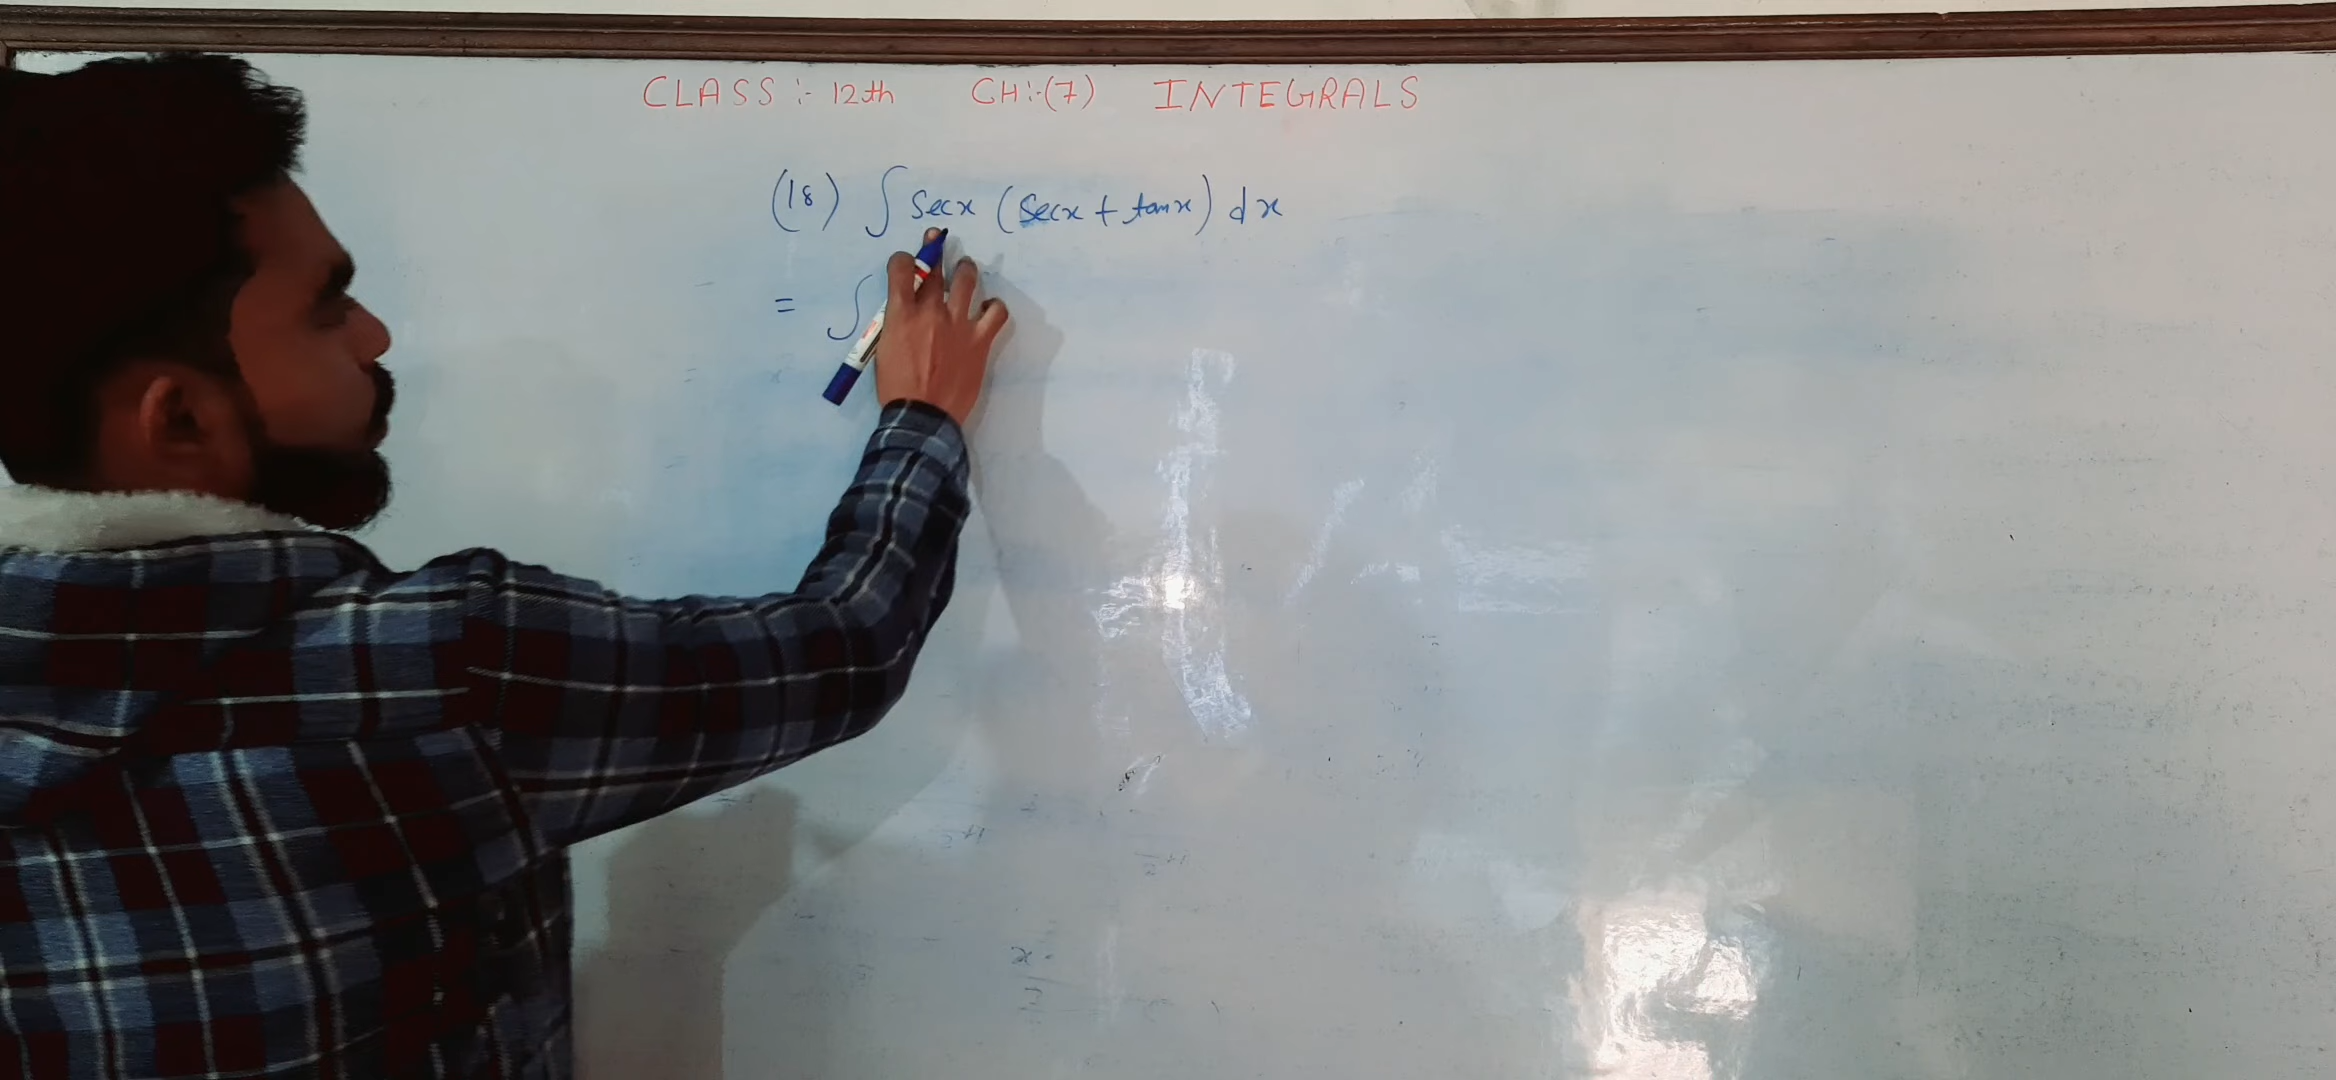 CLASS :- 12th CH:-(7) INTEGRALS
(18) ∫ Secx (Secx + tanx) dx
= ∫